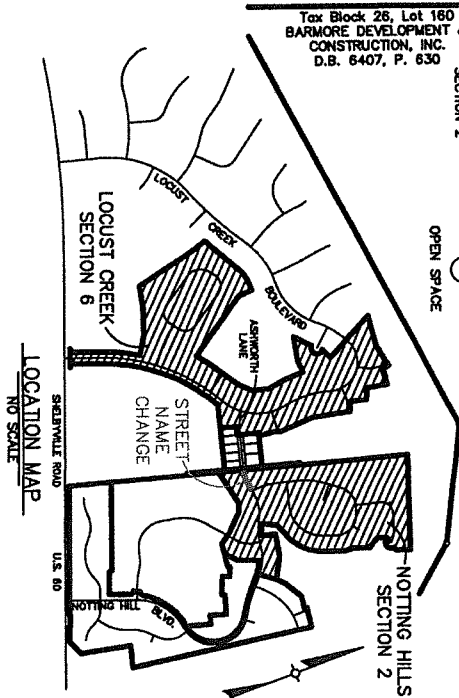 Tax Block 26, Lot 160
BARMORE DEVELOPMENT &
CONSTRUCTION, INC.
D.B. 6407, P. 630
SECTION 2
OPEN SPACE
LOCUST CREEK BOULEVARD
LOCUST CREEK
SECTION 6
ASHWORTH
LANE
STREET
NAME
CHANGE
NOTTING HILLS
SECTION 2
NOTTING HILL BLVD.
SHELBYVILLE ROAD U.S. 60
LOCATION MAP
NO SCALE